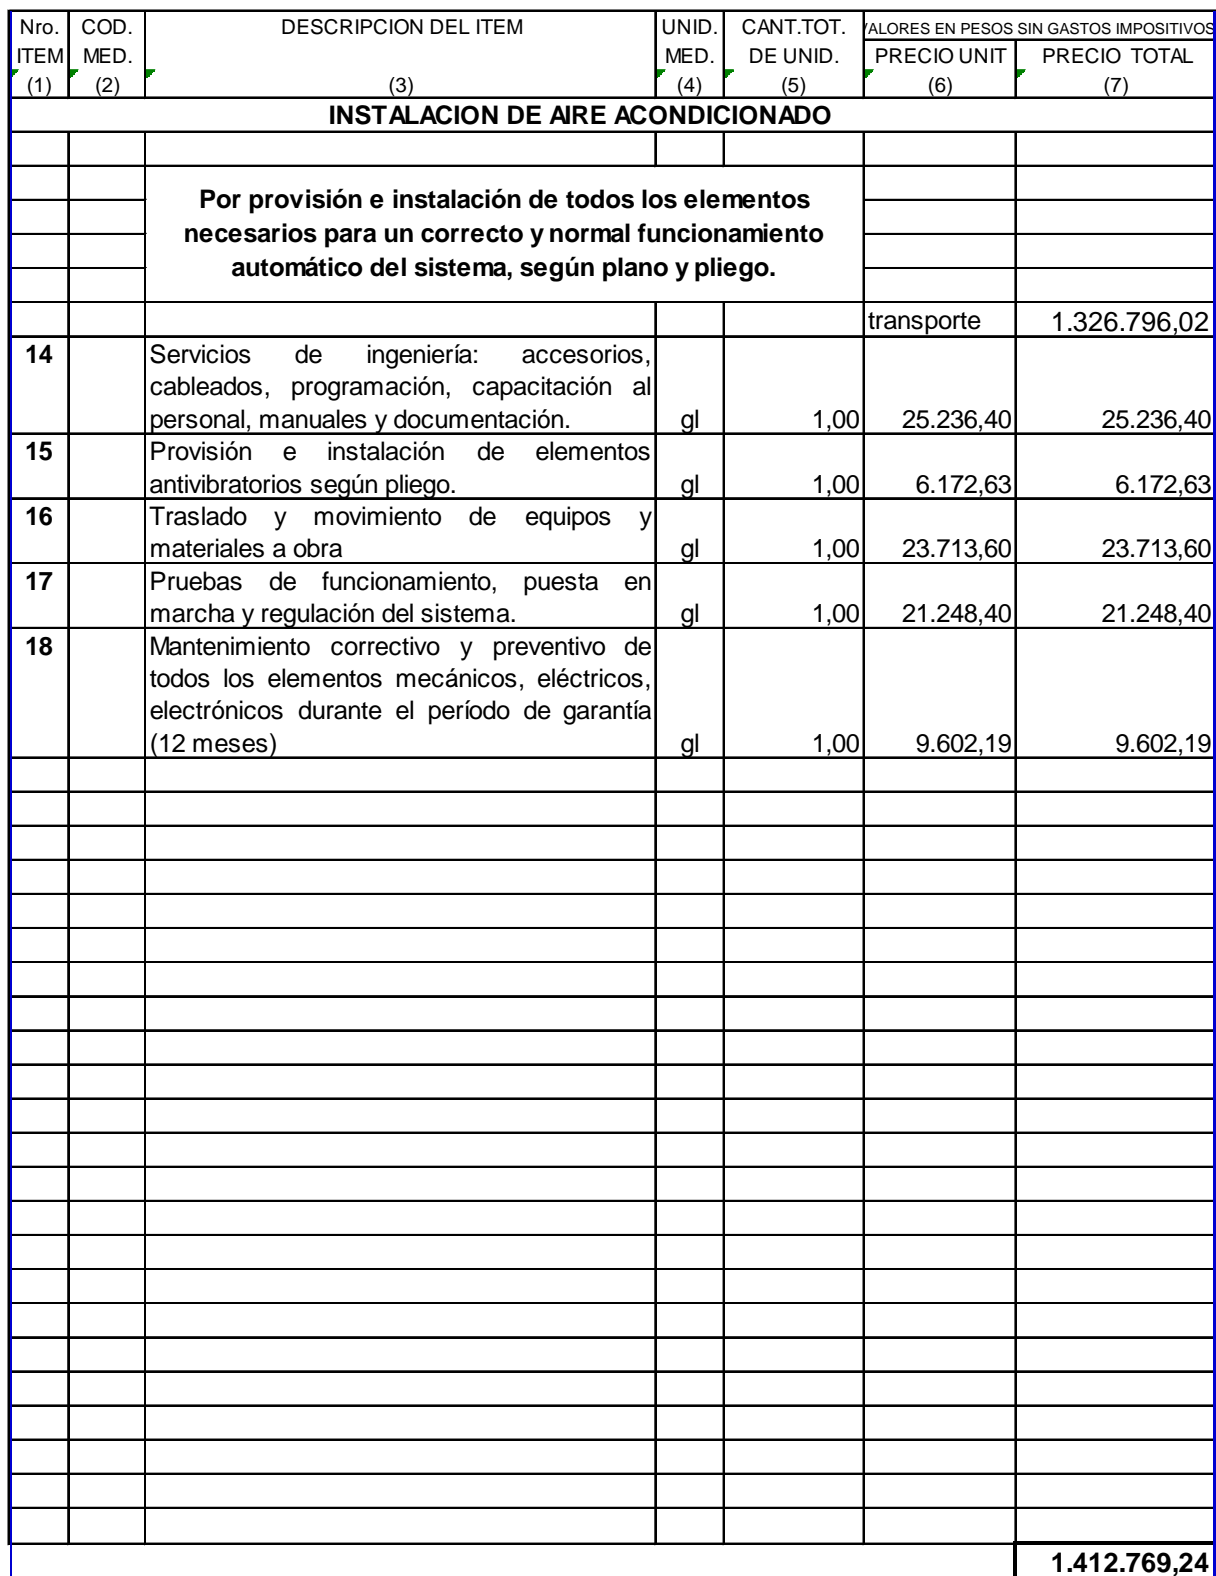 Nro. COD. DESCRIPCION DEL ITEM UNID. CANT.TOT. VALORES EN PESOS SIN GASTOS IMPOSITIVOS
ITEM MED. MED. DE UNID. PRECIO UNIT PRECIO TOTAL
(1) (2) (3) (4) (5) (6) (7)
INSTALACION DE AIRE ACONDICIONADO
Por provisión e instalación de todos los elementos
necesarios para un correcto y normal funcionamiento
automático del sistema, según plano y pliego.
transporte 1.326.796,02
14 Servicios de ingeniería: accesorios,
cableados, programación, capacitación al
personal, manuales y documentación. gl 1,00 25.236,40 25.236,40
15 Provisión e instalación de elementos
antivibratorios según pliego. gl 1,00 6.172,63 6.172,63
16 Traslado y movimiento de equipos y
materiales a obra gl 1,00 23.713,60 23.713,60
17 Pruebas de funcionamiento, puesta en
marcha y regulación del sistema. gl 1,00 21.248,40 21.248,40
18 Mantenimiento correctivo y preventivo de
todos los elementos mecánicos, eléctricos,
electrónicos durante el período de garantía
(12 meses) gl 1,00 9.602,19 9.602,19
1.412.769,24